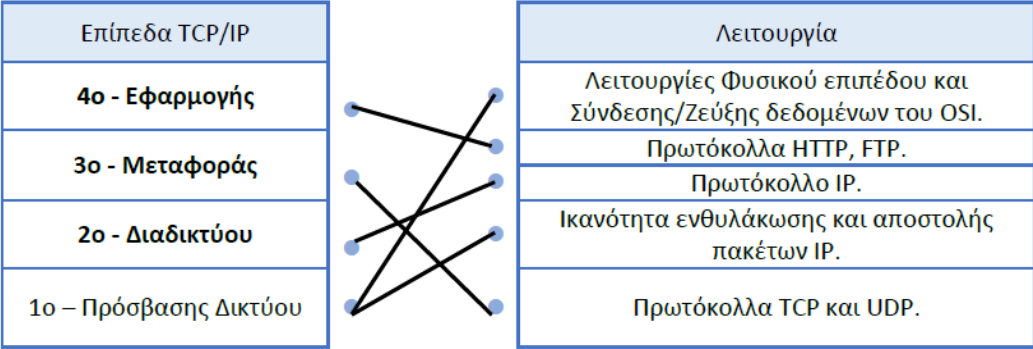 Επίπεδα TCP/IP
4ο - Εφαρμογής
3ο - Μεταφοράς
2ο - Διαδικτύου
1ο – Πρόσβασης Δικτύου
Λειτουργία
Λειτουργίες Φυσικού επιπέδου και
Σύνδεσης/Ζεύξης δεδομένων του OSI.
Πρωτόκολλα HTTP, FTP.
Πρωτόκολλο IP.
Ικανότητα ενθυλάκωσης και αποστολής
πακέτων IP.
Πρωτόκολλα TCP και UDP.